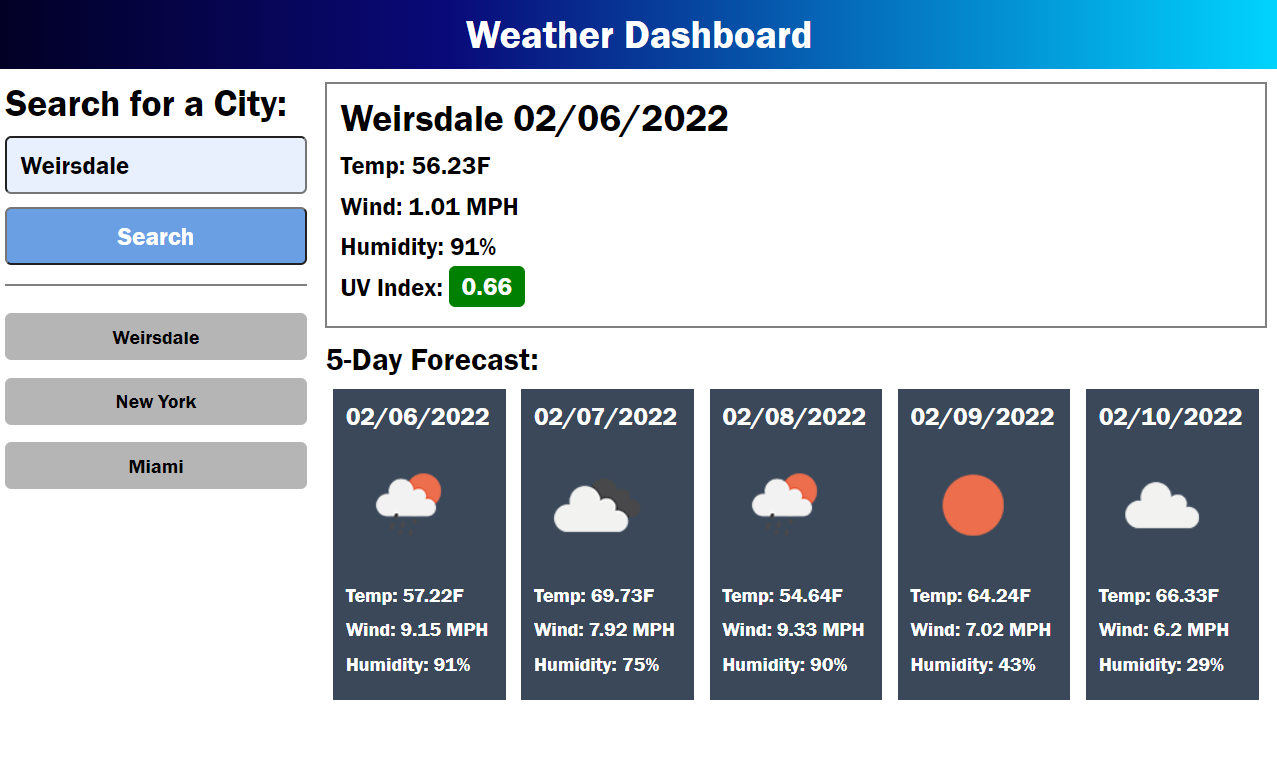 Weather Dashboard
Search for a City:
Weirsdale
Search
Weirsdale
New York
Miami
Weirsdale 02/06/2022
Temp: 56.23F
Wind: 1.01 MPH
Humidity: 91%
UV Index: 0.66
5-Day Forecast:
02/06/2022
Temp: 57.22F
Wind: 9.15 MPH
Humidity: 91%
02/07/2022
Temp: 69.73F
Wind: 7.92 MPH
Humidity: 75%
02/08/2022
Temp: 54.64F
Wind: 9.33 MPH
Humidity: 90%
02/09/2022
Temp: 64.24F
Wind: 7.02 MPH
Humidity: 43%
02/10/2022
Temp: 66.33F
Wind: 6.2 MPH
Humidity: 29%